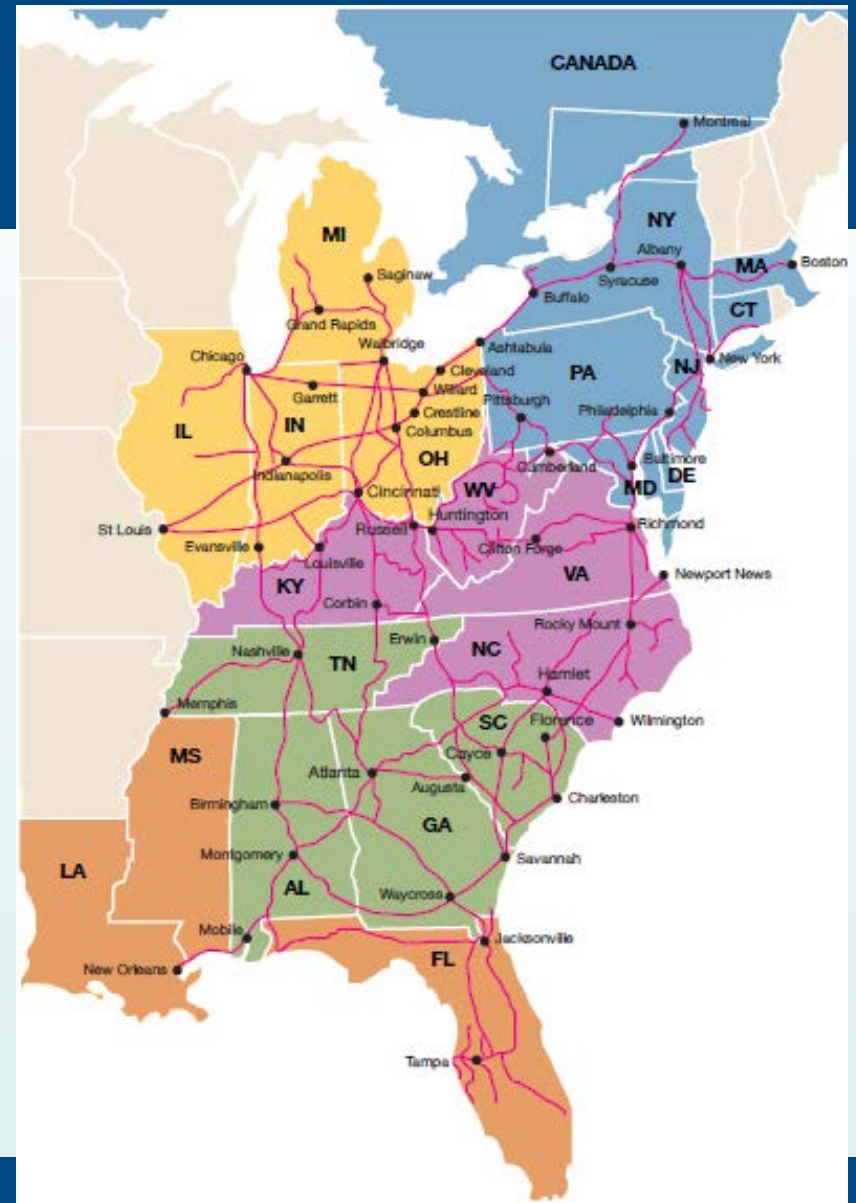 CANADA
Montreal
NY
Albany
MI
MA
Boston
Saginaw
Syracuse
Buffalo
CT
Grand Rapids
Walbridge
Ashtabula
Chicago
Cleveland
PA
NJ
New York
Garrett
Willard
Pittsburgh
Crestline
Philadelphia
IL
IN
Columbus
OH
Indianapolis
Cumberland
Baltimore
DE
WV
MD
Cincinnati
Huntington
St Louis
Russell
Richmond
Evansville
Louisville
Clifton Forge
KY
VA
Newport News
Corbin
Rocky Mount
Erwin
Nashville
TN
NC
Hamlet
Memphis
SC
Florence
Wilmington
MS
Cayce
Atlanta
Augusta
Birmingham
Charleston
GA
Montgomery
Savannah
LA
AL
Waycross
Mobile
Jacksonville
FL
New Orleans
Tampa